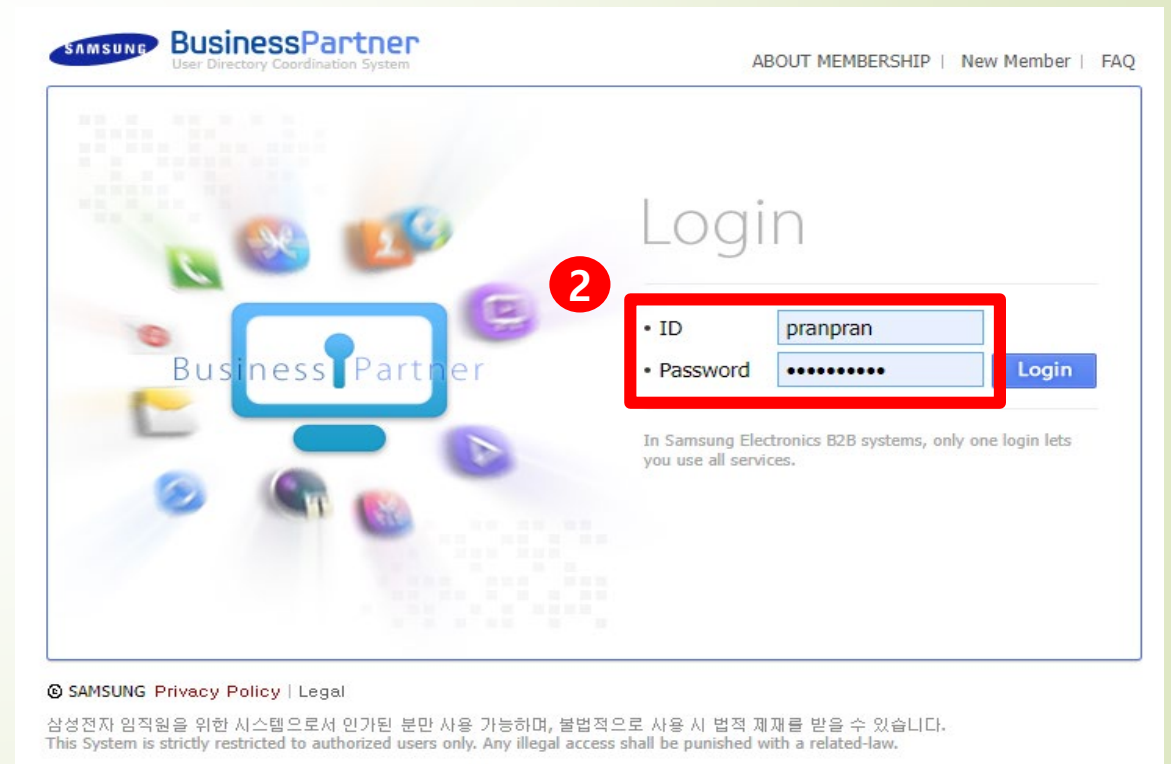 SAMSUNG BusinessPartner
User Directory Coordination System
ABOUT MEMBERSHIP | New Member | FAQ
Login
2
• ID pranpran
• Password ••••••••••
Login
Business Partner
In Samsung Electronics B2B systems, only one login lets
you use all services.
© SAMSUNG Privacy Policy | Legal
삼성전자 임직원을 위한 시스템으로서 인가된 분만 사용 가능하며, 불법적으로 사용 시 법적 제재를 받을 수 있습니다.
This System is strictly restricted to authorized users only. Any illegal access shall be punished with a related-law.